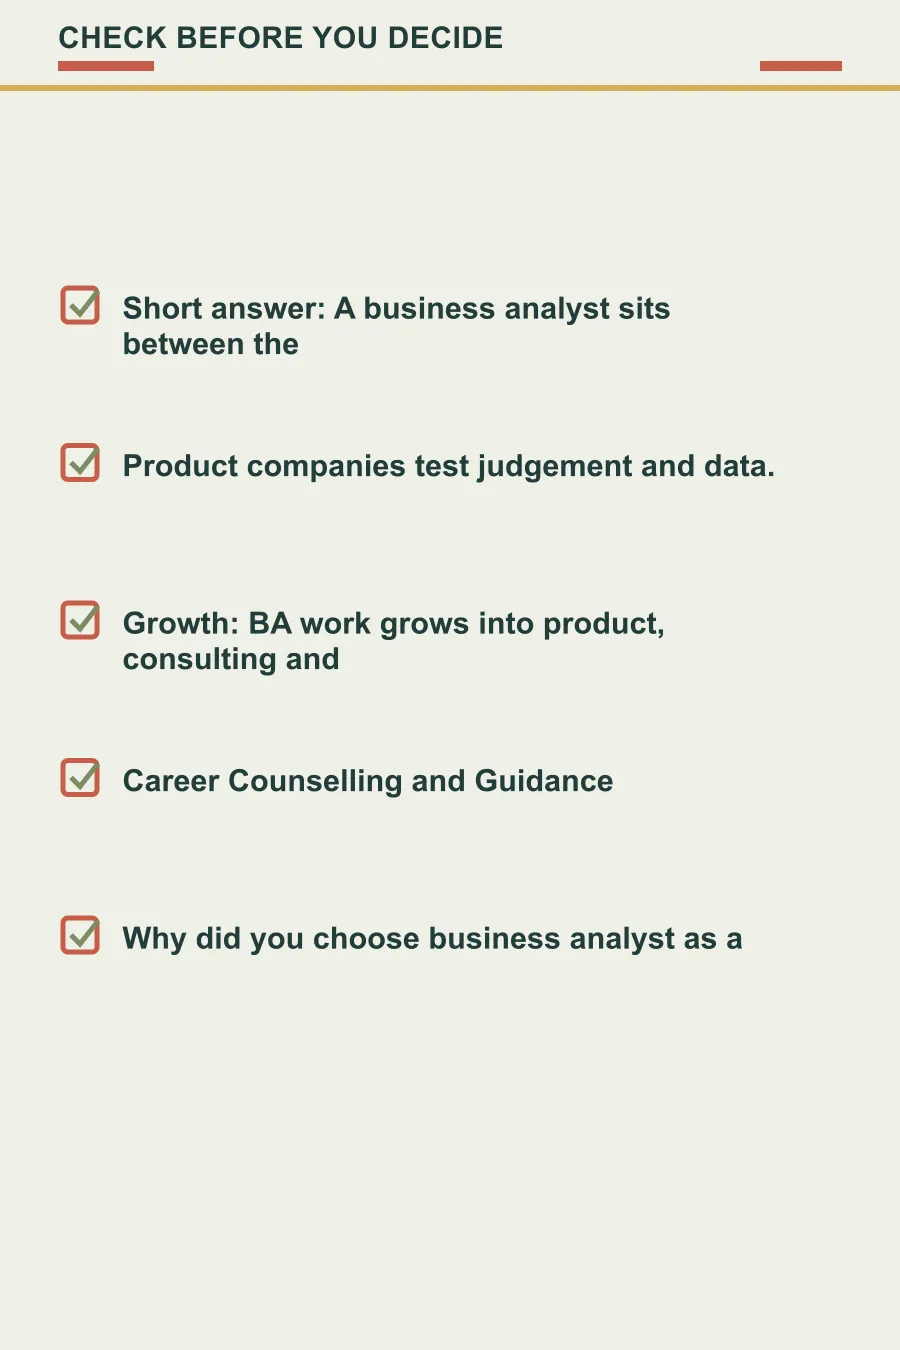 CHECK BEFORE YOU DECIDE
Short answer: A business analyst sits
between the
Product companies test judgement and data.
Growth: BA work grows into product,
consulting and
Career Counselling and Guidance
Why did you choose business analyst as a